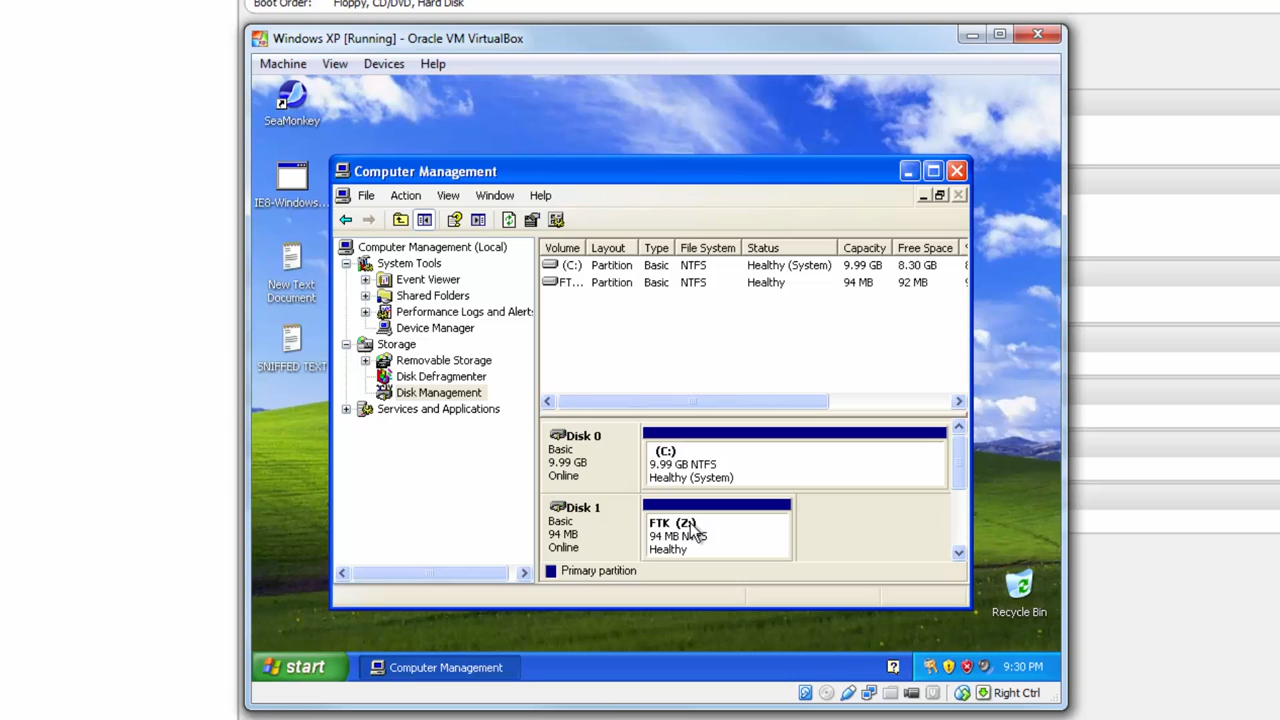 Boot Order: Floppy, CD/DVD, Hard Disk
Windows XP [Running] - Oracle VM VirtualBox
Machine View Devices Help
SeaMonkey
IE8-Windows...
New Text
Document
SNIFFED TEXT
Computer Management
File Action View Window Help
Computer Management (Local)
System Tools
Event Viewer
Shared Folders
Performance Logs and Alerts
Device Manager
Storage
Removable Storage
Disk Defragmenter
Disk Management
Services and Applications
Volume Layout Type File System Status Capacity Free Space
(C:) Partition Basic NTFS Healthy (System) 9.99 GB 8.30 GB
FT... Partition Basic NTFS Healthy 94 MB 92 MB
Disk 0
Basic
9.99 GB
Online
(C:)
9.99 GB NTFS
Healthy (System)
Disk 1
Basic
94 MB
Online
FTK (Z:)
94 MB NTFS
Healthy
Primary partition
Recycle Bin
start Computer Management 9:30 PM
Right Ctrl